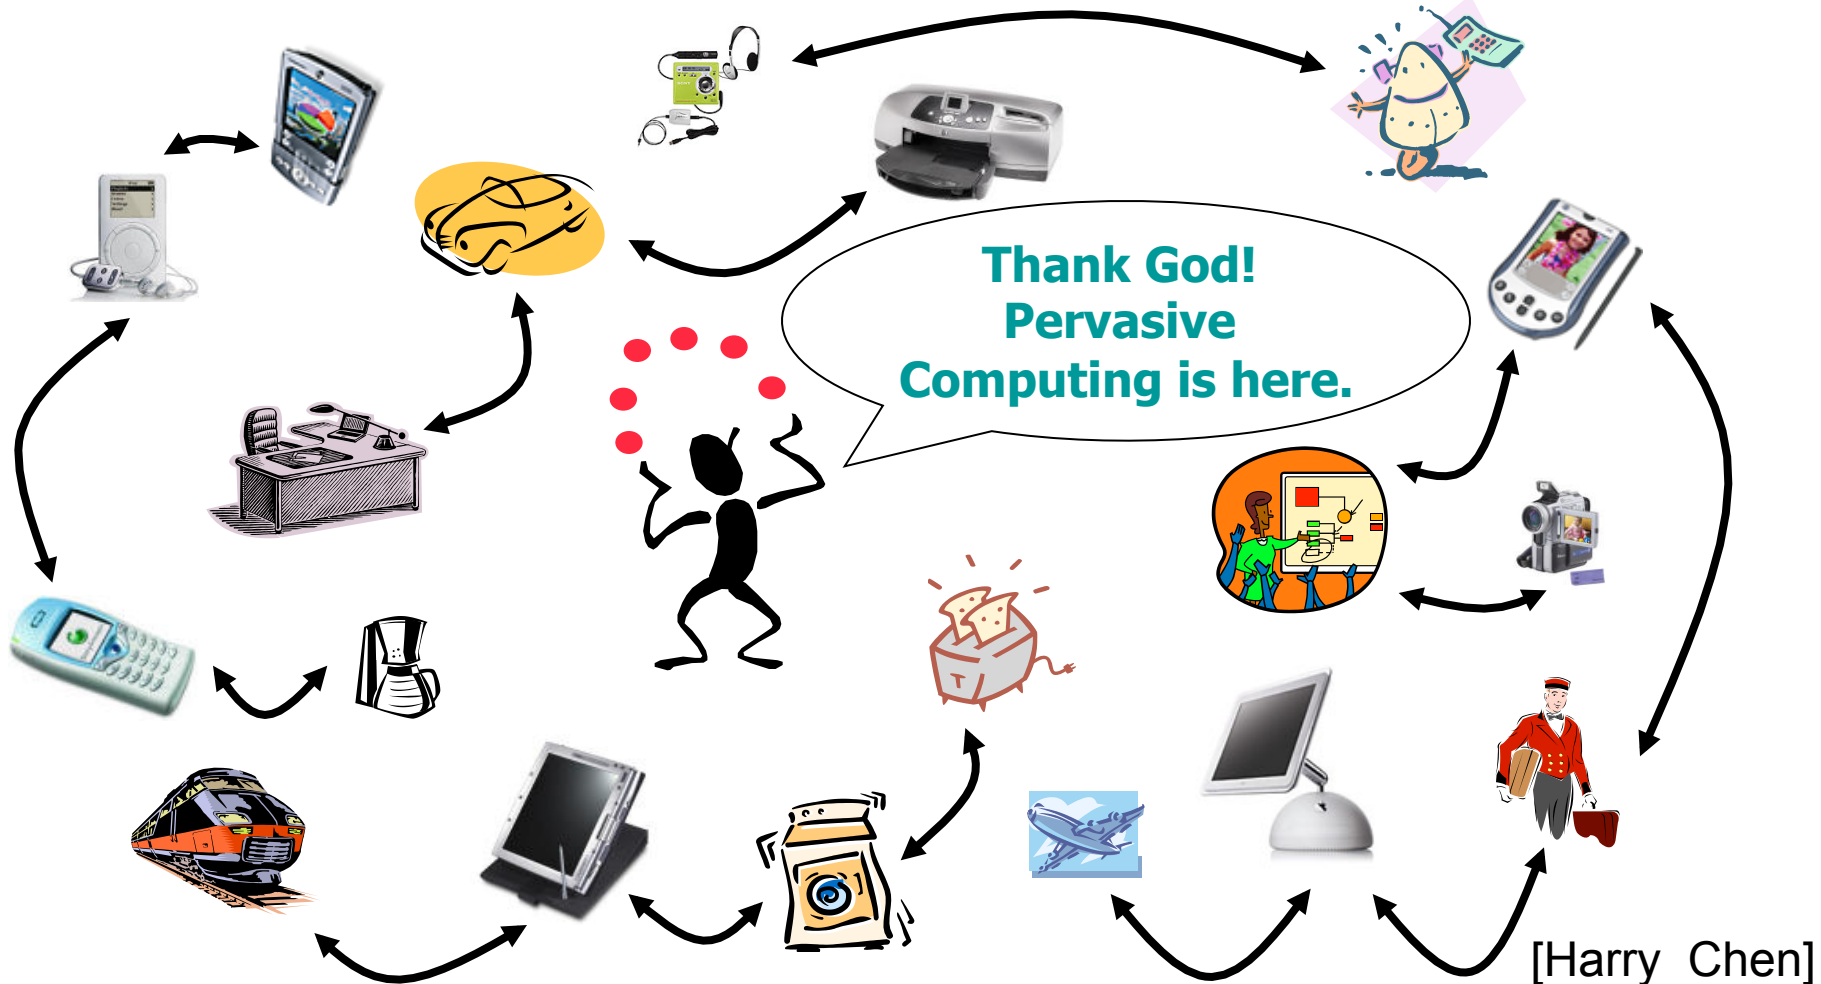 Thank God!
Pervasive
Computing is here.
T
[Harry Chen]